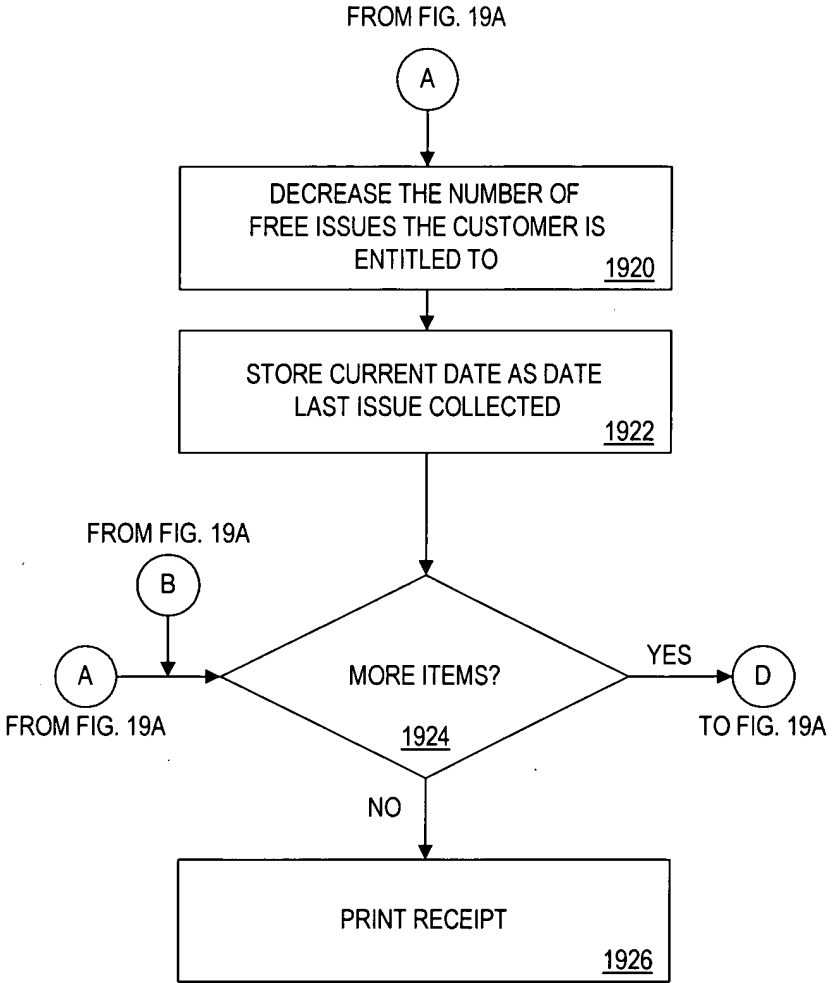 FROM FIG. 19A
A
DECREASE THE NUMBER OF
FREE ISSUES THE CUSTOMER IS
ENTITLED TO
1920
STORE CURRENT DATE AS DATE
LAST ISSUE COLLECTED
1922
FROM FIG. 19A
B
A
FROM FIG. 19A
MORE ITEMS?
1924
YES
D
TO FIG. 19A
NO
PRINT RECEIPT
1926